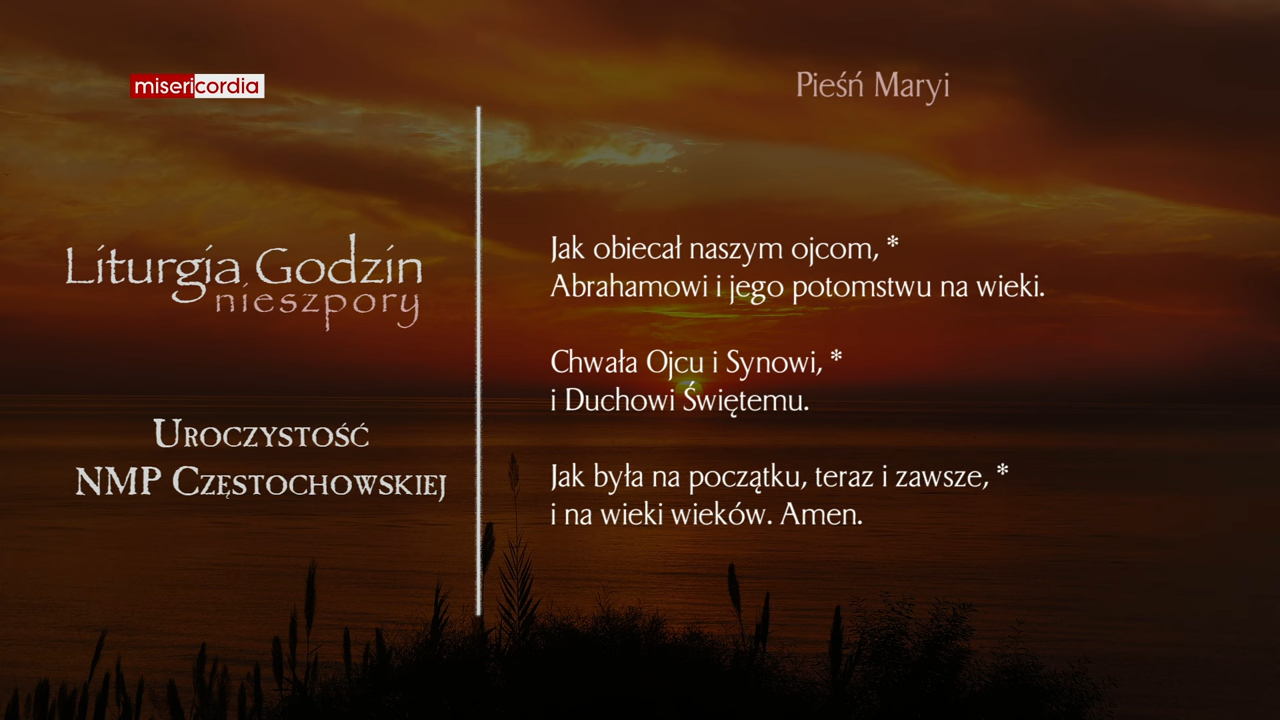 misericordia
Pieśń Maryi
Liturgia Godzin
nieszpory
Uroczystość
NMP Częstochowskiej
Jak obiecał naszym ojcom, *
Abrahamowi i jego potomstwu na wieki.
Chwała Ojcu i Synowi, *
i Duchowi Świętemu.
Jak była na początku, teraz i zawsze, *
i na wieki wieków. Amen.